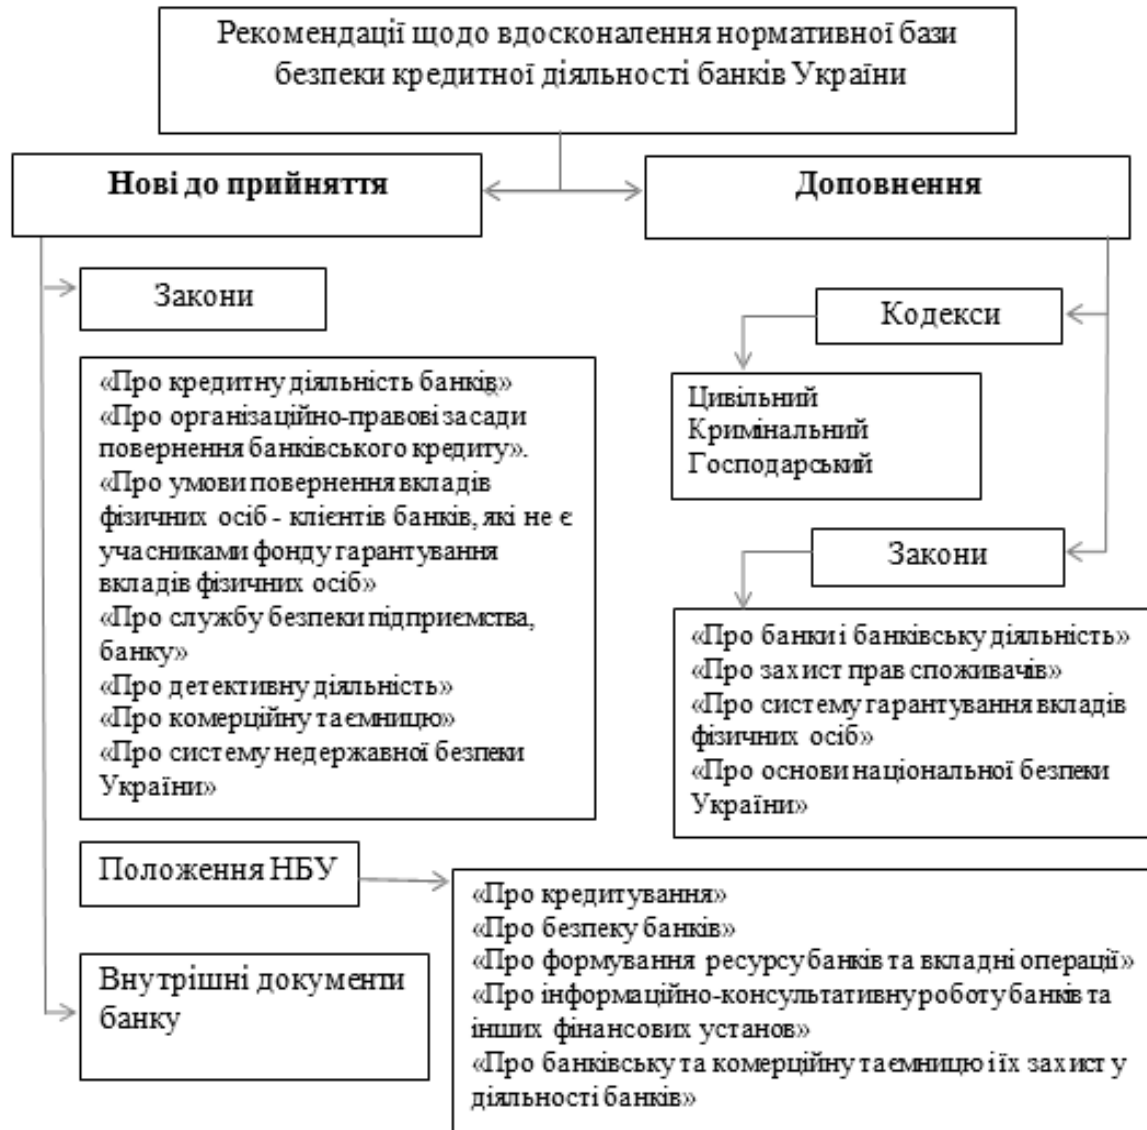 Рекомендації щодо вдосконалення нормативної бази
безпеки кредитної діяльності банків України
Нові до прийняття
Доповнення
Закони
«Про кредитну діяльність банків»
«Про організаційно-правові засади
повернення банківського кредиту».
«Про умови повернення вкладів
фізичних осіб - клієнтів банків, які не є
учасниками фонду гарантування
вкладів фізичних осіб»
«Про службу безпеки підприємства,
банку»
«Про детективну діяльність»
«Про комерційну таємницю»
«Про систему недержавної безпеки
України»
Кодекси
Цивільний
Кримінальний
Господарський
Закони
«Про банки і банківську діяльність»
«Про захист прав споживачів»
«Про систему гарантування вкладів
фізичних осіб»
«Про основи національної безпеки
України»
Положення НБУ
«Про кредитування»
«Про безпеку банків»
«Про формування ресурсу банків та вкладні операції»
«Про інформаційно-консультативну роботу банків та
інших фінансових установ»
«Про банківську та комерційну таємницю і їх захист у
діяльності банків»
Внутрішні документи
банку